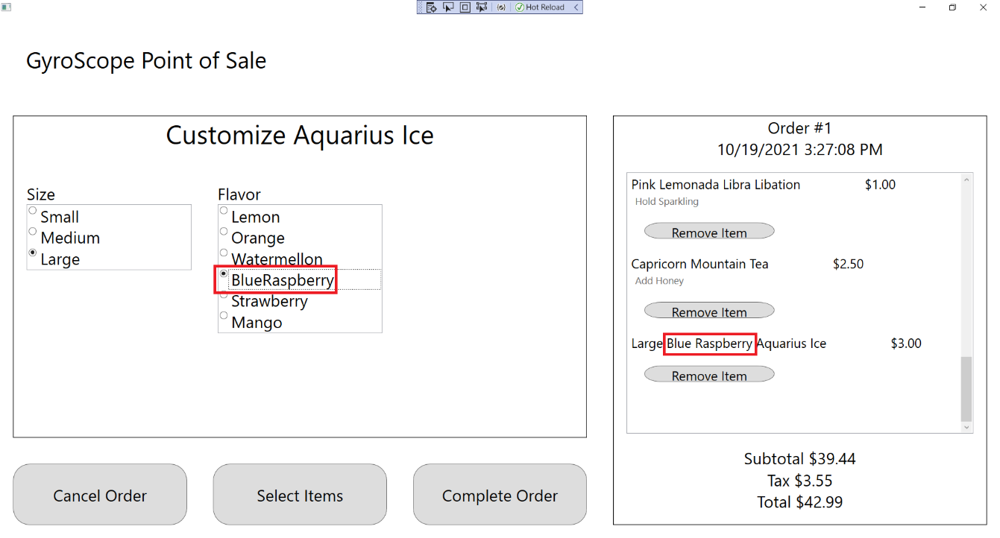 Hot Reload
GyroScope Point of Sale
Customize Aquarius Ice
Size
Small
Medium
Large
Flavor
Lemon
Orange
Watermellon
BlueRaspberry
Strawberry
Mango
Cancel Order
Select Items
Complete Order
Order #1
10/19/2021 3:27:08 PM
Pink Lemonada Libra Libation $1.00
Hold Sparkling
Remove Item
Capricorn Mountain Tea $2.50
Add Honey
Remove Item
Large Blue Raspberry Aquarius Ice $3.00
Remove Item
Subtotal $39.44
Tax $3.55
Total $42.99